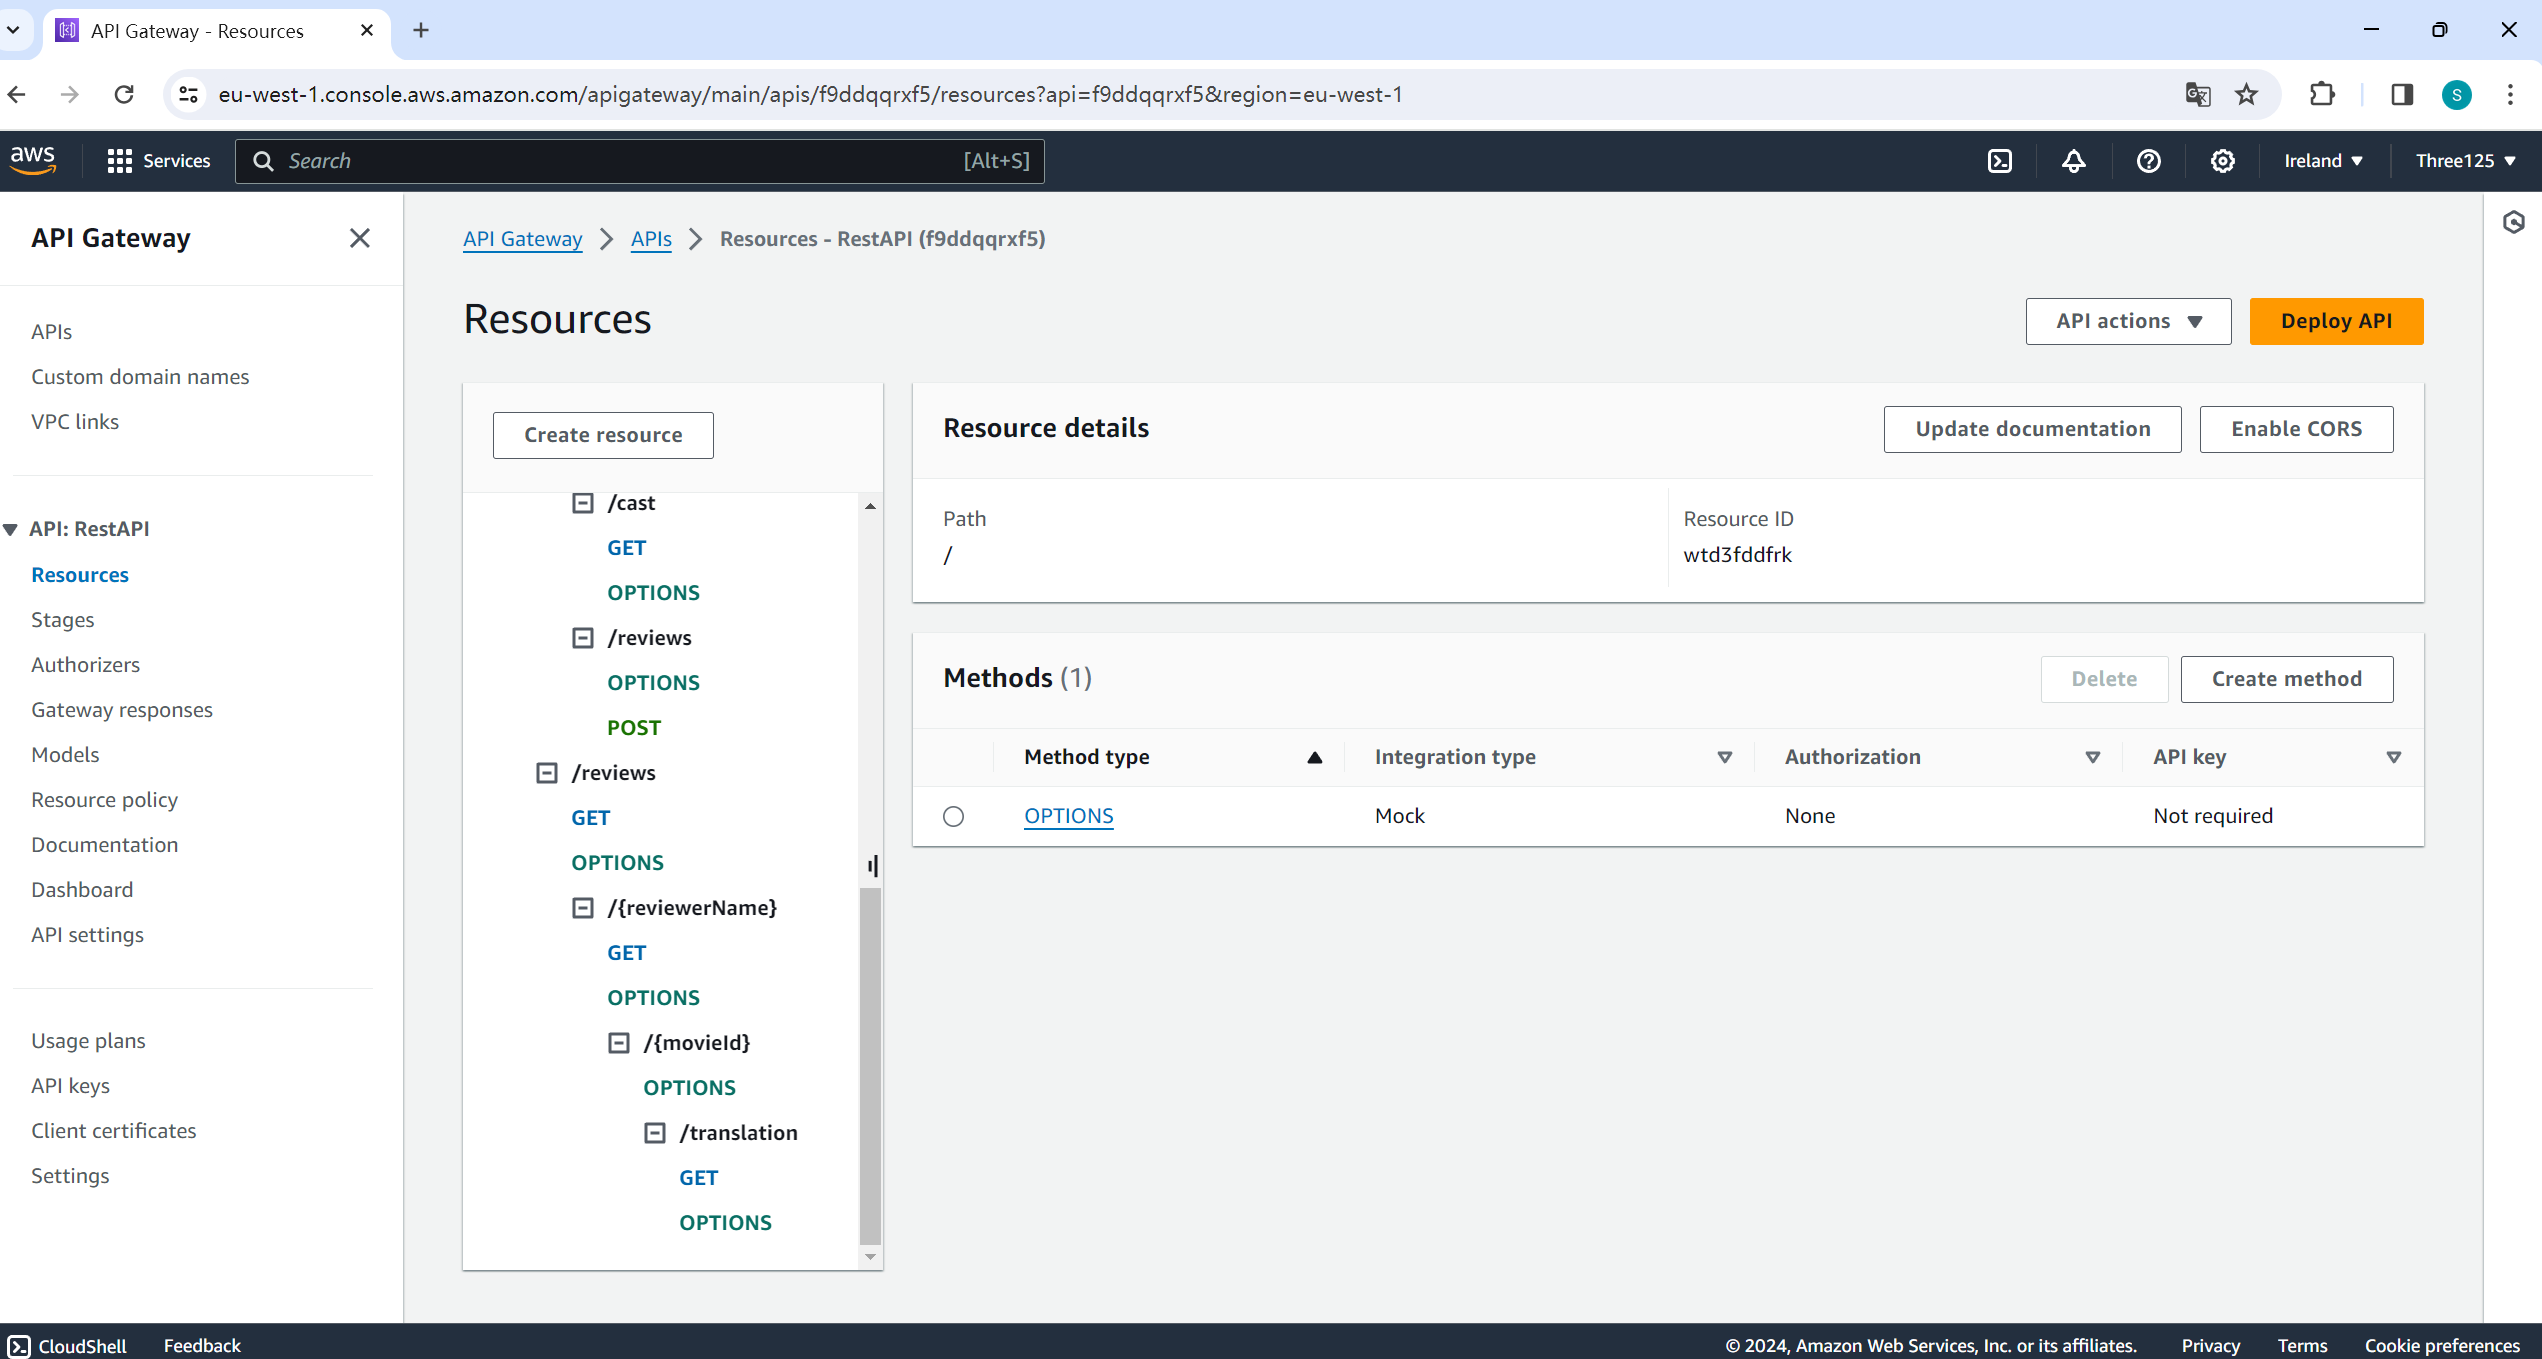 API Gateway - Resources
eu-west-1.console.aws.amazon.com/apigateway/main/apis/f9ddqqrxf5/resources?api=f9ddqqrxf5&region=eu-west-1
S
aws
Services
Search
[Alt+S]
Ireland
Three125
API Gateway
APIs
Custom domain names
VPC links
API: RestAPI
Resources
Stages
Authorizers
Gateway responses
Models
Resource policy
Documentation
Dashboard
API settings
Usage plans
API keys
Client certificates
Settings
API Gateway
APIs
Resources - RestAPI (f9ddqqrxf5)
Resources
API actions
Deploy API
Create resource
/cast
GET
OPTIONS
/reviews
OPTIONS
POST
/reviews
GET
OPTIONS
/{reviewerName}
GET
OPTIONS
/{movieId}
OPTIONS
/translation
GET
OPTIONS
Resource details
Update documentation
Enable CORS
Path
/
Resource ID
wtd3fddfrk
Methods (1)
Delete
Create method
Method type
Integration type
Authorization
API key
OPTIONS
Mock
None
Not required
CloudShell
Feedback
© 2024, Amazon Web Services, Inc. or its affiliates.
Privacy
Terms
Cookie preferences